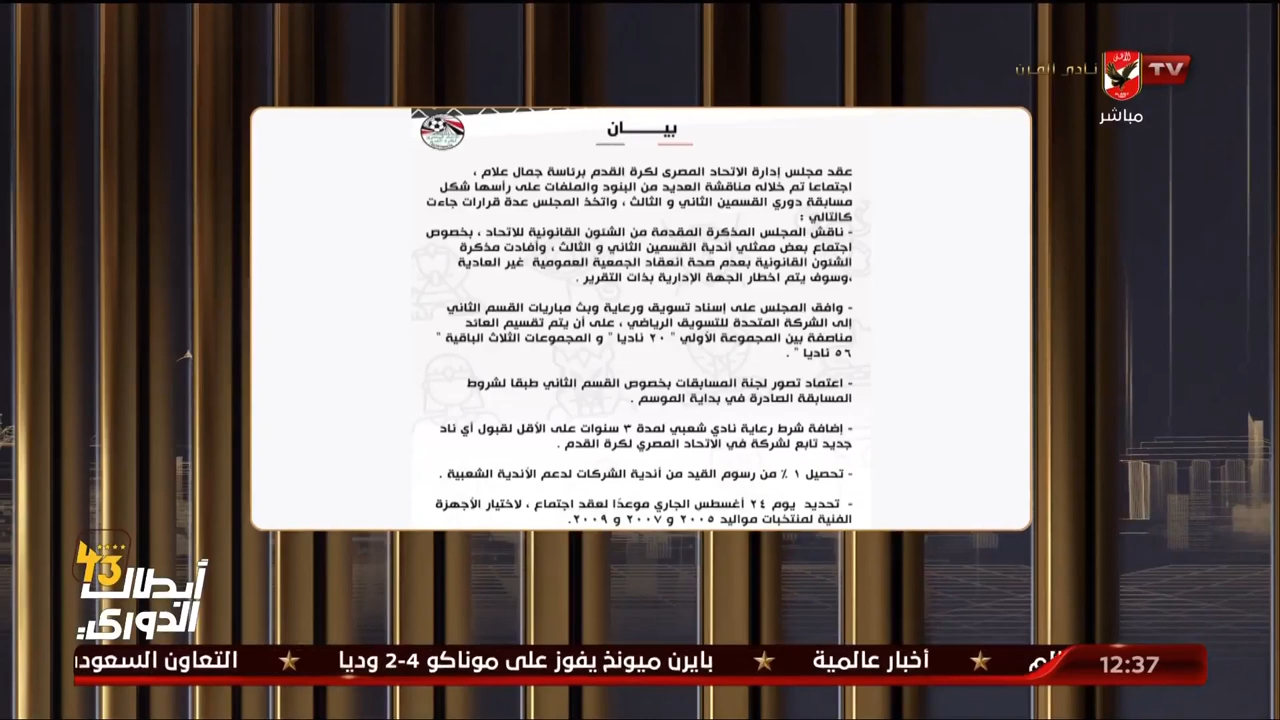 نادي القرن
TV
مباشر
بيـــــان
عقد مجلس إدارة الاتحاد المصرى لكرة القدم برئاسة جمال علام ،
اجتماعا تم خلاله مناقشة العديد من البنود والملفات على رأسها شكل
مسابقة دوري القسمين الثاني و الثالث ، واتخذ المجلس عدة قرارات جاءت
كالتالي :
- ناقش المجلس المذكرة المقدمة من الشئون القانونية للاتحاد ، بخصوص
اجتماع بعض ممثلي أندية القسمين الثاني و الثالث ، وأفادت مذكرة
الشئون القانونية بعدم صحة انعقاد الجمعية العمومية غير العادية
،وسوف يتم اخطار الجهة الإدارية بذات التقرير .
- وافق المجلس على إسناد تسويق ورعاية وبث مباريات القسم الثاني
إلى الشركة المتحدة للتسويق الرياضي ، على أن يتم تقسيم العائد
مناصفة بين المجموعة الأولي " ٢٠ ناديا " و المجموعات الثلاث الباقية "
٥٦ ناديا " .
- اعتماد تصور لجنة المسابقات بخصوص القسم الثاني طبقا لشروط
المسابقة الصادرة في بداية الموسم .
- إضافة شرط رعاية نادي شعبي لمدة ٣ سنوات على الأقل لقبول أي ناد
جديد تابع لشركة في الاتحاد المصري لكرة القدم .
- تحصيل ١ ٪ من رسوم القيد من أندية الشركات لدعم الأندية الشعبية .
- تحديد يوم ٢٤ أغسطس الجاري موعدًا لعقد اجتماع ، لاختيار الأجهزة
الفنية لمنتخبات مواليد ٢٠٠٥ و ٢٠٠٧ و ٢٠٠٩.
43
أبطال
الدوري
12:37
أخبار عالمية ★ بايرن ميونخ يفوز على موناكو 4-2 وديا ★ التعاون السعود